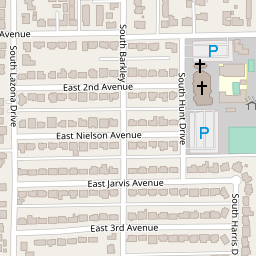 Avenue
South Barkley
P
South Lazona Drive
East 2nd Avenue
South Hunt Drive
East Nielson Avenue
P
East Jarvis Avenue
South Harris D
East 3rd Avenue